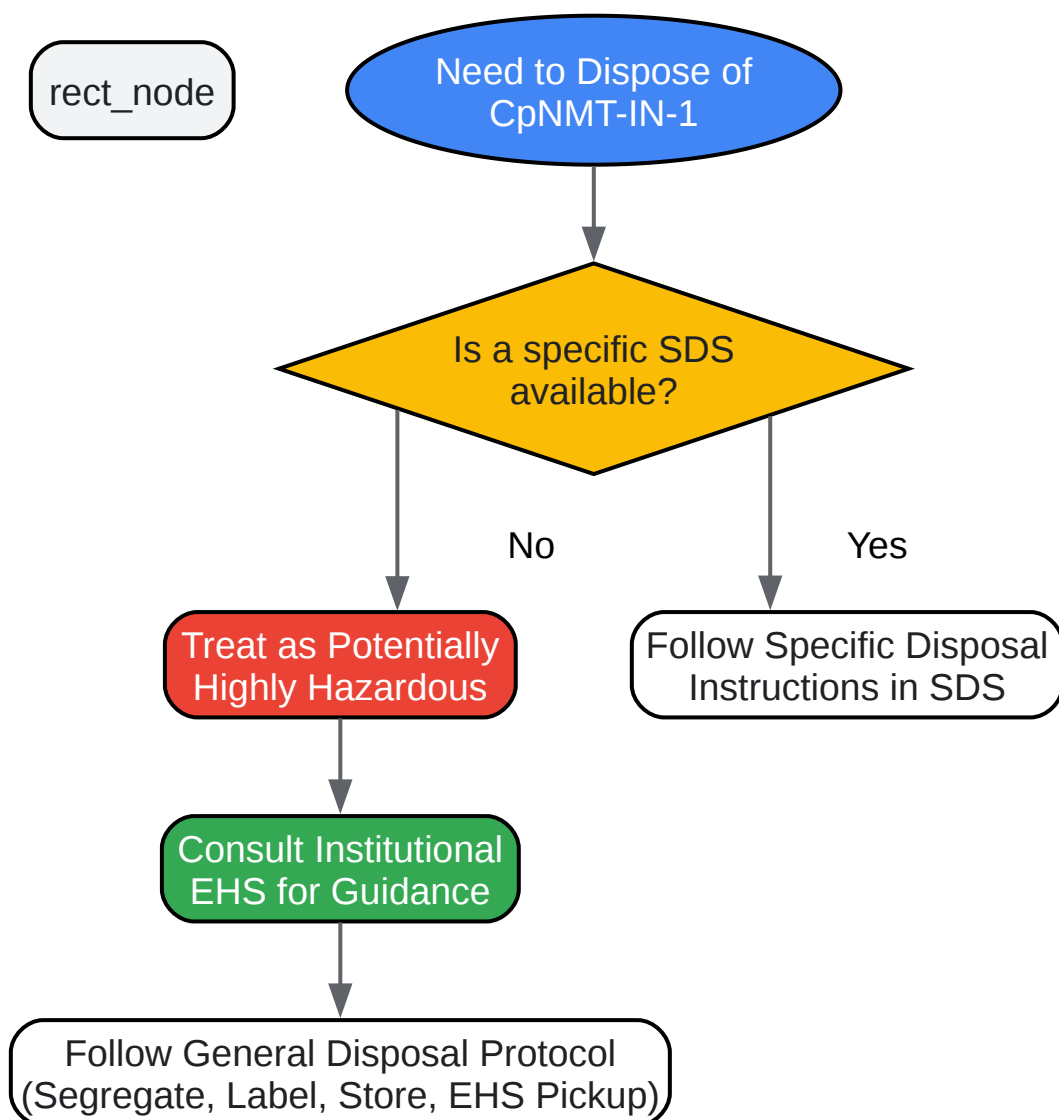 rect_node
Need to Dispose of
CpNMT-IN-1
Is a specific SDS
available?
No
Yes
Treat as Potentially
Highly Hazardous
Follow Specific Disposal
Instructions in SDS
Consult Institutional
EHS for Guidance
Follow General Disposal Protocol
(Segregate, Label, Store, EHS Pickup)